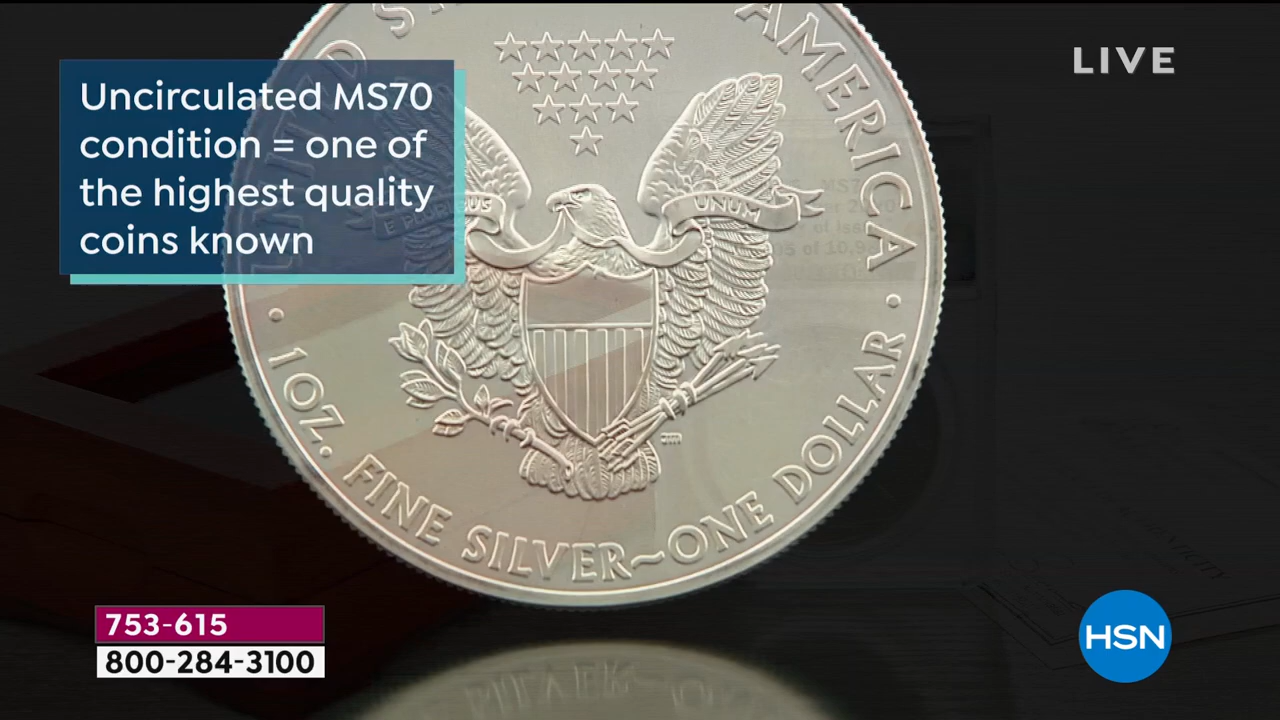 LIVE
Uncirculated MS70
condition = one of
the highest quality
coins known
UNITED S
AMERICA
UNUM
1 OZ. FINE SILVER~ONE DOLLAR
753-615
800-284-3100
HSN